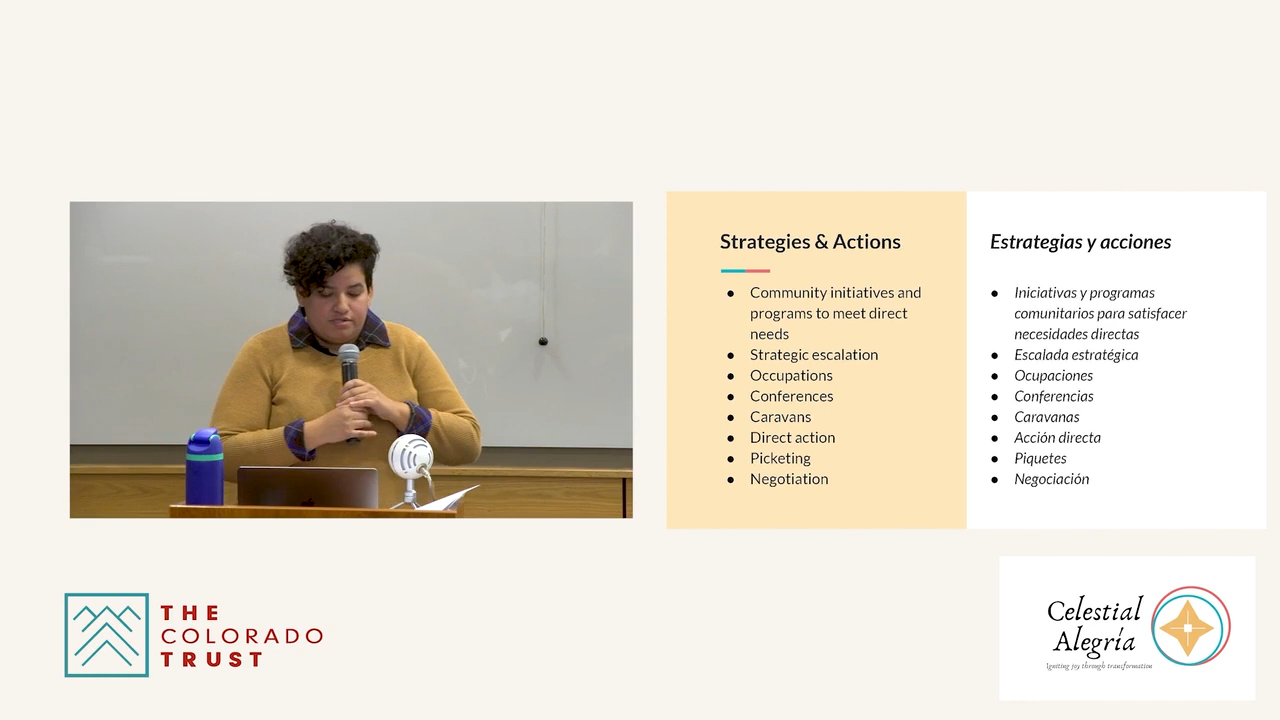 Strategies & Actions
● Community initiatives and
programs to meet direct
needs
● Strategic escalation
● Occupations
● Conferences
● Caravans
● Direct action
● Picketing
● Negotiation
Estrategias y acciones
● Iniciativas y programas
comunitarios para satisfacer
necesidades directas
● Escalada estratégica
● Ocupaciones
● Conferencias
● Caravanas
● Acción directa
● Piquetes
● Negociación
THE
COLORADO
TRUST
Celestial
Alegría
Igniting joy through transformation